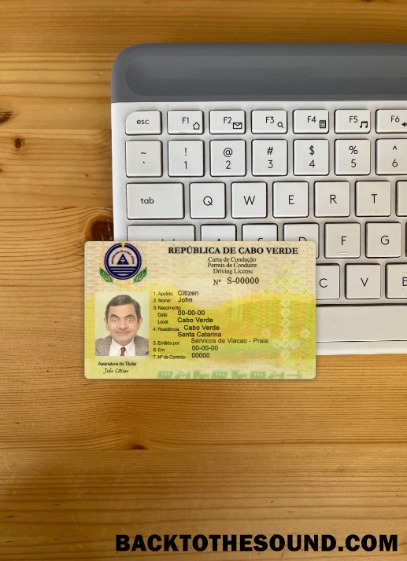 esc F1 F2 F3 F4 F5 F6
~ ! @ # $ % ^
` 1 2 3 4 5 6
tab Q W E R T
D F G
C V B
REPÚBLICA DE CABO VERDE
Carta de Condução
Permis de Conduire
Driving License
Nº S-00000
1. Apelido Citizen
2. Nome John
3. Nascimento
Data 00-00-00
Local Cabo Verde
4. Residência Cabo Verde
Santa Catarina
5. Emitida por: Servicos de Viacao - Praia
6. Em: 00-00-00
7. Nº de Controlo 00000
Assinatura do Titular
John Citizen
BACKTOTHESOUND.COM